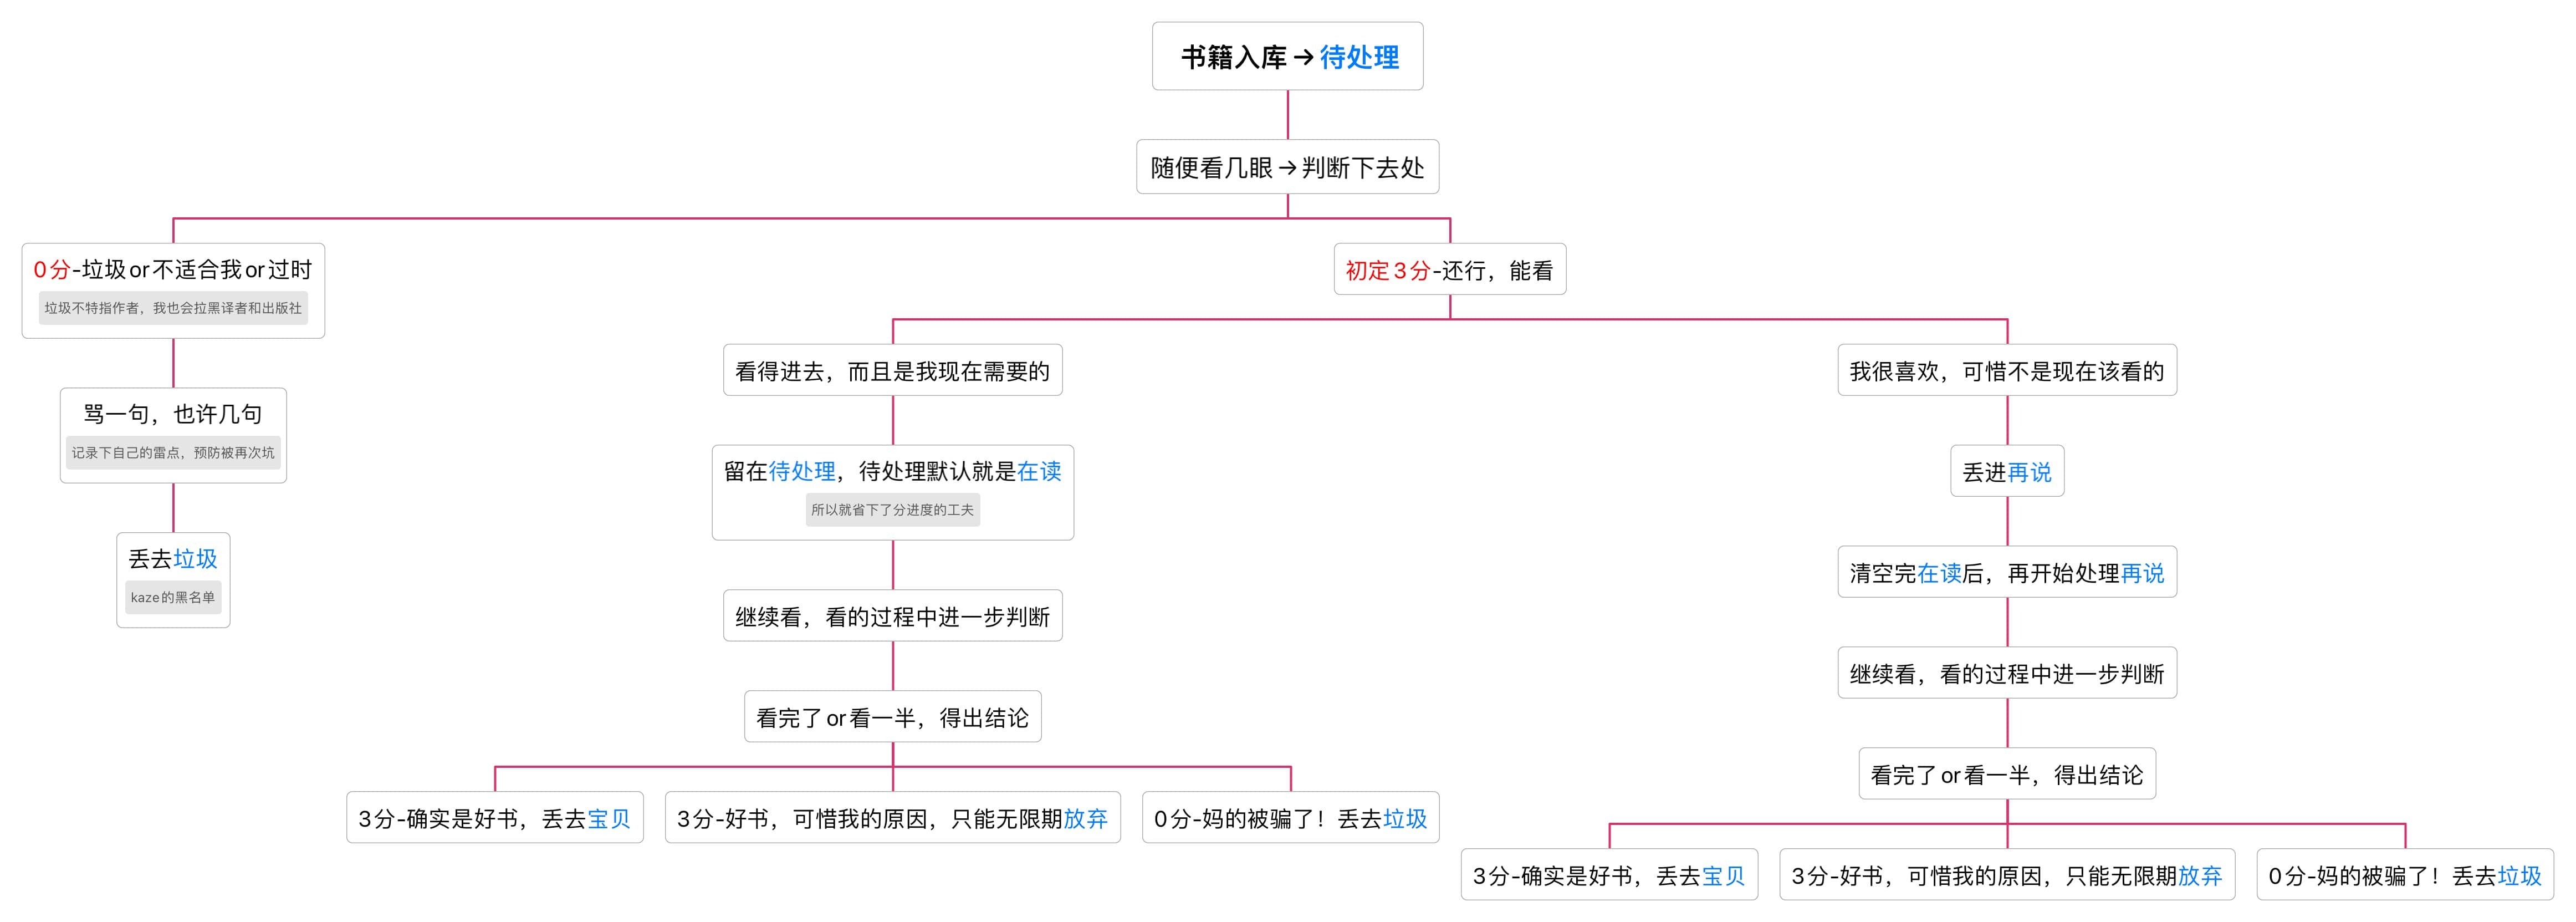 书籍入库→待处理
随便看几眼→判断下去处
0分-垃圾or不适合我or过时
垃圾不特指作者，我也会拉黑译者和出版社
骂一句，也许几句
记录下自己的雷点，预防被再次坑
丢去垃圾
kaze的黑名单
初定3分-还行，能看
看得进去，而且是我现在需要的
留在待处理，待处理默认就是在读
所以就省下了分进度的工夫
继续看，看的过程中进一步判断
看完了or看一半，得出结论
3分-确实是好书，丢去宝贝
3分-好书，可惜我的原因，只能无限期放弃
0分-妈的被骗了！丢去垃圾
我很喜欢，可惜不是现在该看的
丢进再说
清空完在读后，再开始处理再说
继续看，看的过程中进一步判断
看完了or看一半，得出结论
3分-确实是好书，丢去宝贝
3分-好书，可惜我的原因，只能无限期放弃
0分-妈的被骗了！丢去垃圾